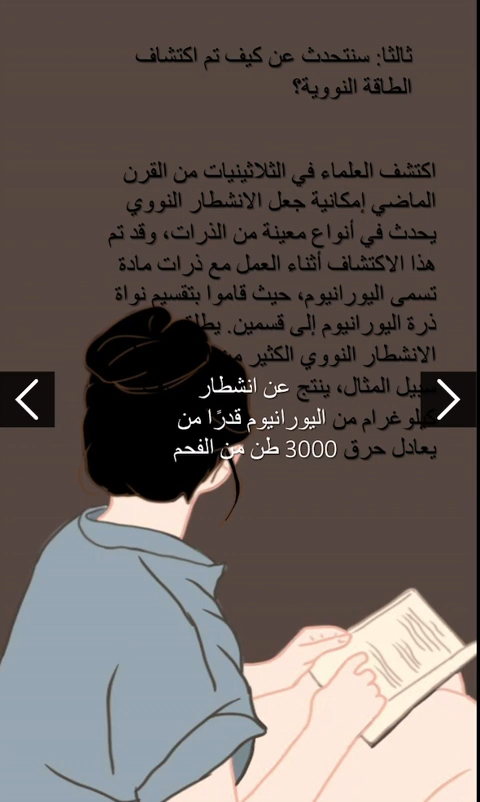 ثالثا: سنتحدث عن كيف تم اكتشاف
الطاقة النووية؟
اكتشف العلماء في الثلاثينيات من القرن
الماضي إمكانية جعل الانشطار النووي
يحدث في أنواع معينة من الذرات، وقد تم
هذا الاكتشاف أثناء العمل مع ذرات مادة
تسمى اليورانيوم، حيث قاموا بتقسيم نواة
ذرة اليورانيوم إلى قسمين. يطلق
الانشطار النووي الكثير
سبيل المثال، ينتج عن انشطار
كيلوغرام من اليورانيوم قدرًا من
يعادل حرق 3000 طن من الفحم